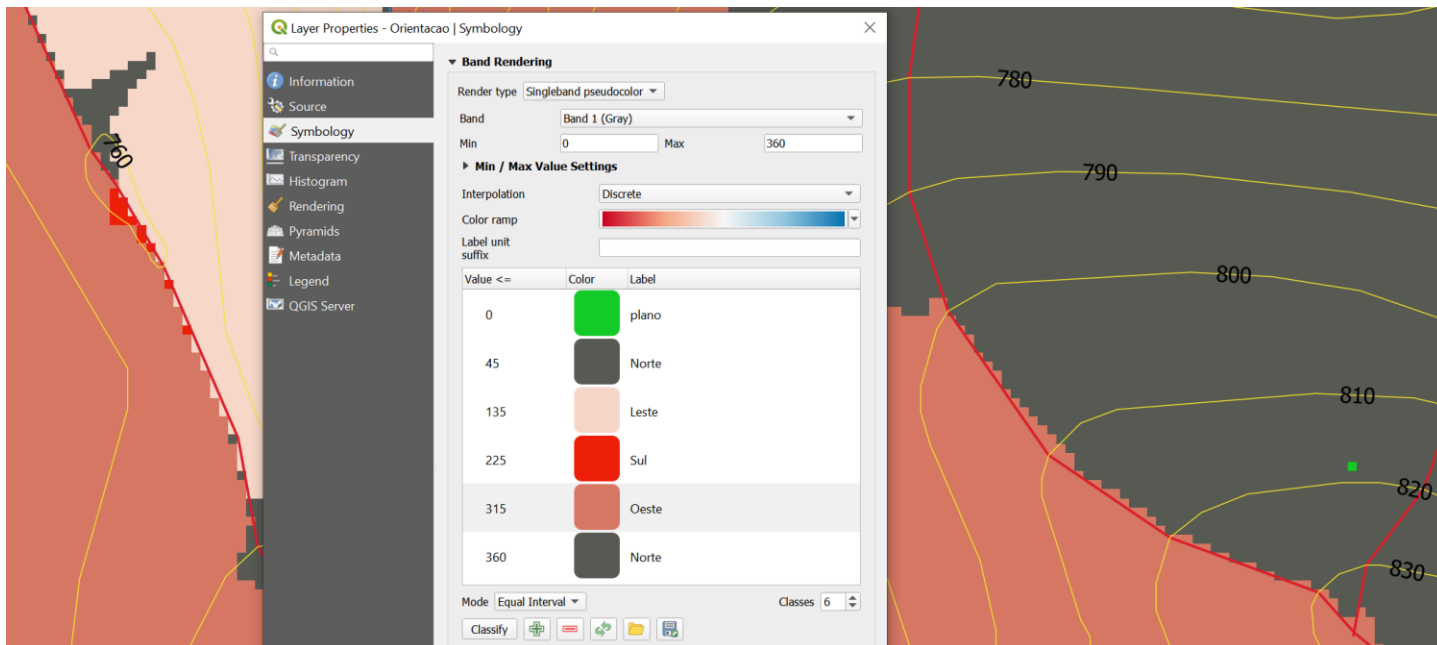 Layer Properties - Orientacao | Symbology
Information
Source
Symbology
Transparency
Histogram
Rendering
Pyramids
Metadata
Legend
QGIS Server
Band Rendering
Render type Singleband pseudocolor
Band Band 1 (Gray)
Min 0 Max 360
Min / Max Value Settings
Interpolation Discrete
Color ramp
Label unit
suffix
Value <= Color Label
0 plano
45 Norte
135 Leste
225 Sul
315 Oeste
360 Norte
Mode Equal Interval Classes 6
Classify
760
780
790
800
810
820
830